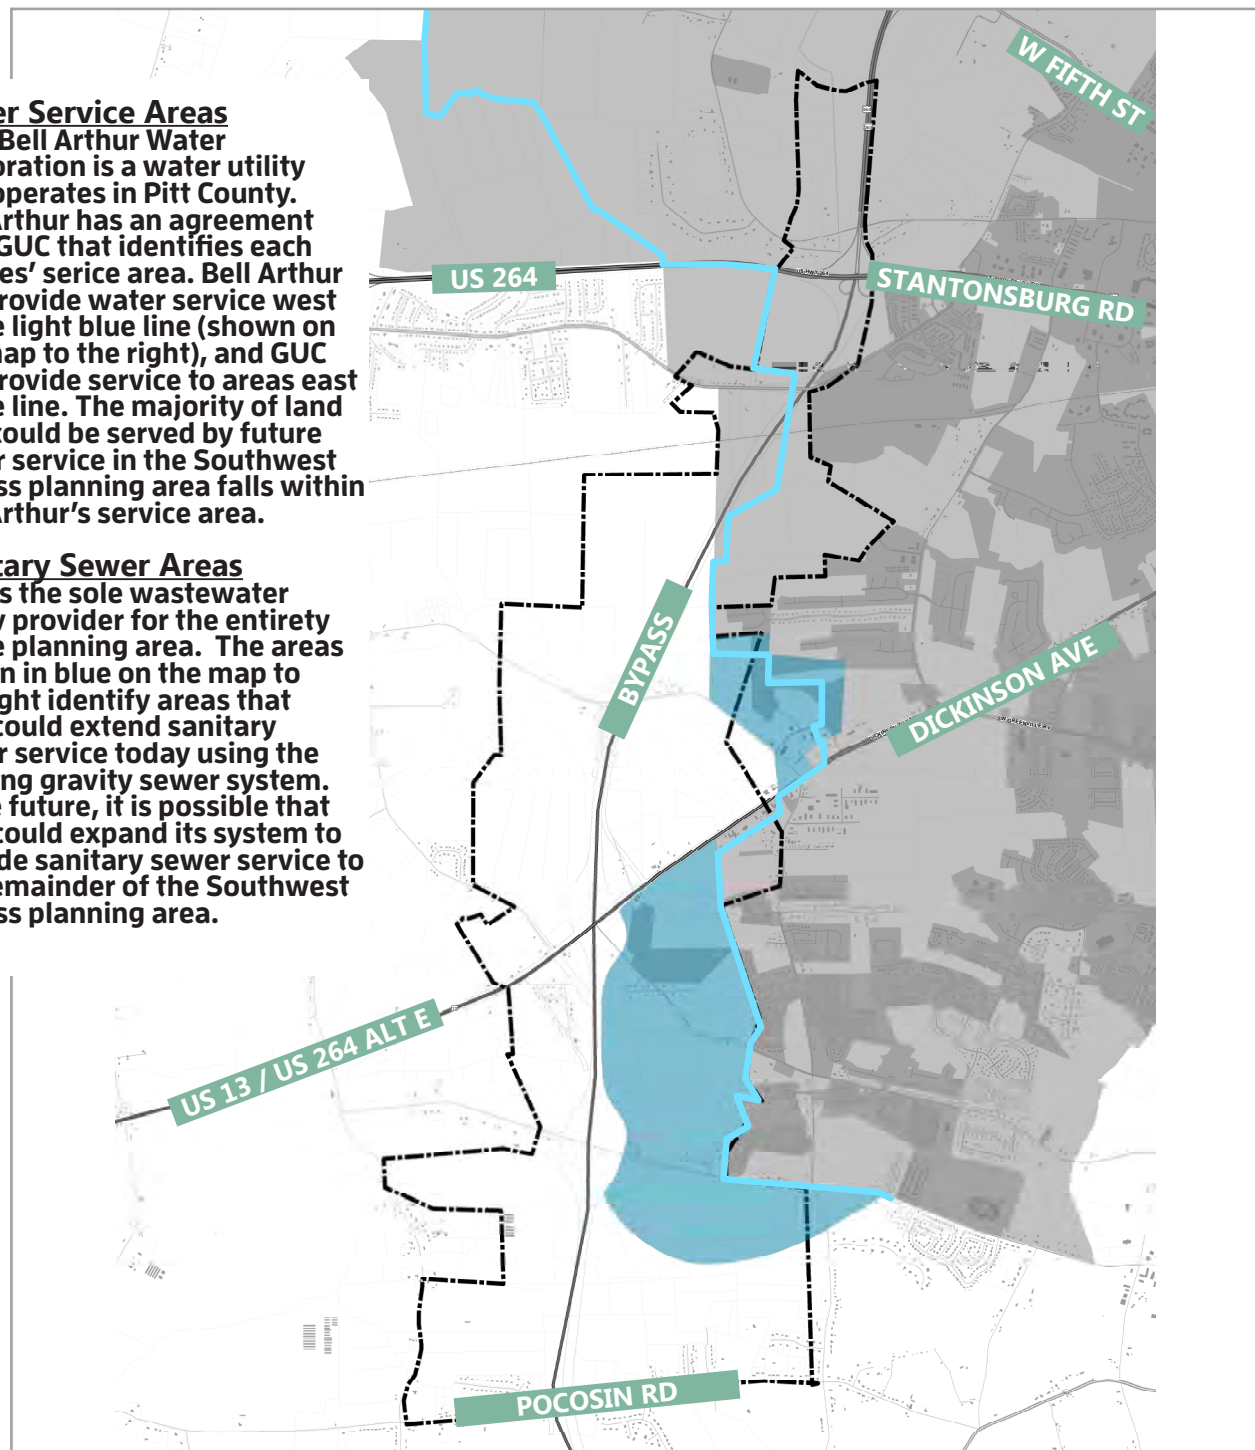 er Service Areas
Bell Arthur Water
oration is a water utility
operates in Pitt County.
Arthur has an agreement
GUC that identifies each
es' serice area. Bell Arthur
rovide water service west
e light blue line (shown on
nap to the right), and GUC
rovide service to areas east
e line. The majority of land
could be served by future
r service in the Southwest
ss planning area falls within
Arthur's service area.
tary Sewer Areas
s the sole wastewater
y provider for the entirety
e planning area. The areas
n in blue on the map to
ght identify areas that
could extend sanitary
r service today using the
ng gravity sewer system.
e future, it is possible that
could expand its system to
de sanitary sewer service to
emainder of the Southwest
ss planning area.
W FIFTH ST
US 264
US HWY 264
STANTONSBURG RD
BYPASS
DICKINSON AVE
SW GREENVILLE
US 13 / US 264 ALT E
POCOSIN RD